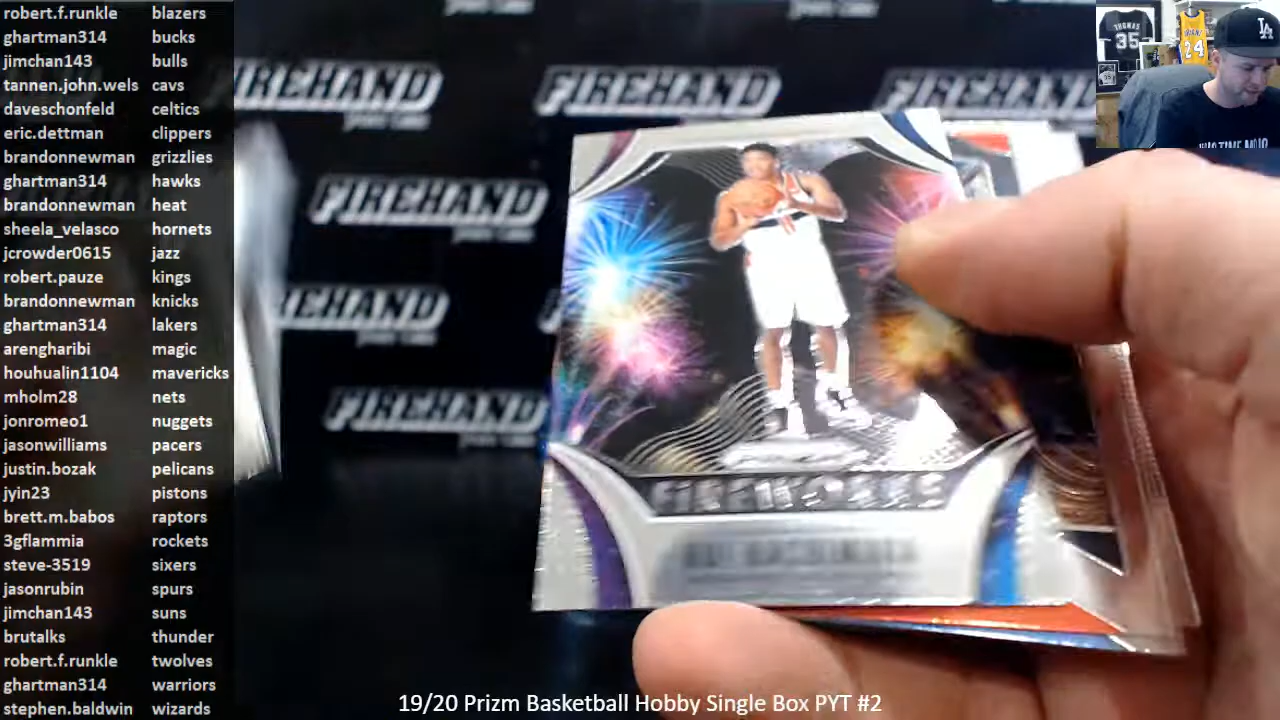 robert.f.runkle blazers
ghartman314 bucks
jimchan143 bulls
tannen.john.wels cavs
daveschonfeld celtics
eric.dettman clippers
brandonnewman grizzlies
ghartman314 hawks
brandonnewman heat
sheela_velasco hornets
jcrowder0615 jazz
robert.pauze kings
brandonnewman knicks
ghartman314 lakers
arengharibi magic
houhualin1104 mavericks
mholm28 nets
jonromeo1 nuggets
jasonwilliams pacers
justin.bozak pelicans
jyin23 pistons
brett.m.babos raptors
3gflammia rockets
steve-3519 sixers
jasonrubin spurs
jimchan143 suns
brutalks thunder
robert.f.runkle twolves
ghartman314 warriors
stephen.baldwin wizards
FIREHAND FIREHAND FIREHAND
FIREHAND
FIREHAND
FIREHAND
FIREWORKS
THOMAS
35
24
LA
19/20 Prizm Basketball Hobby Single Box PYT #2